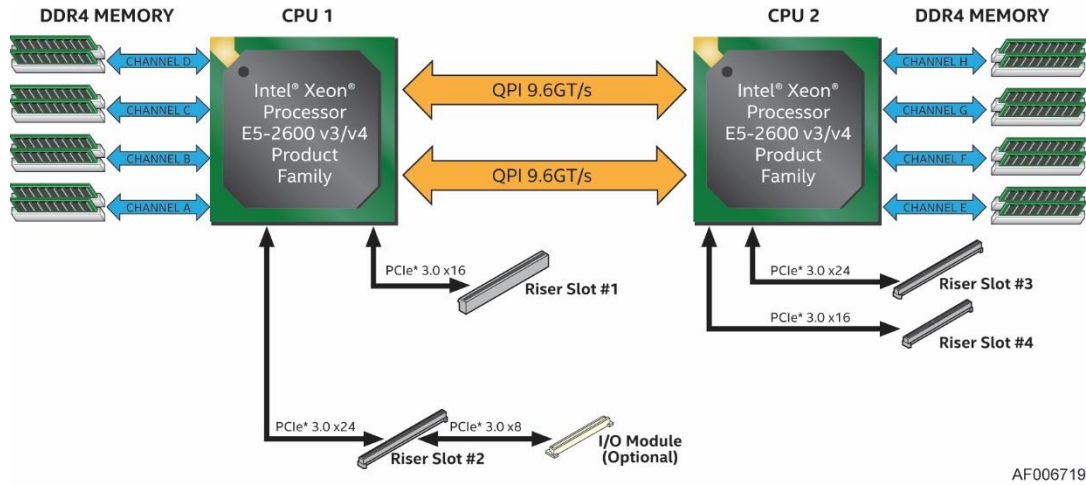 DDR4 MEMORY
CPU 1
CPU 2
DDR4 MEMORY
CHANNEL D
CHANNEL C
CHANNEL B
CHANNEL A
Intel® Xeon®
Processor
E5-2600 v3/v4
Product
Family
QPI 9.6GT/s
QPI 9.6GT/s
Intel® Xeon®
Processor
E5-2600 v3/v4
Product
Family
CHANNEL H
CHANNEL G
CHANNEL F
CHANNEL E
PCIe* 3.0 x16
Riser Slot #1
PCIe* 3.0 x24
Riser Slot #3
PCIe* 3.0 x16
Riser Slot #4
PCIe* 3.0 x24
Riser Slot #2
PCIe* 3.0 x8
I/O Module
(Optional)
AF006719